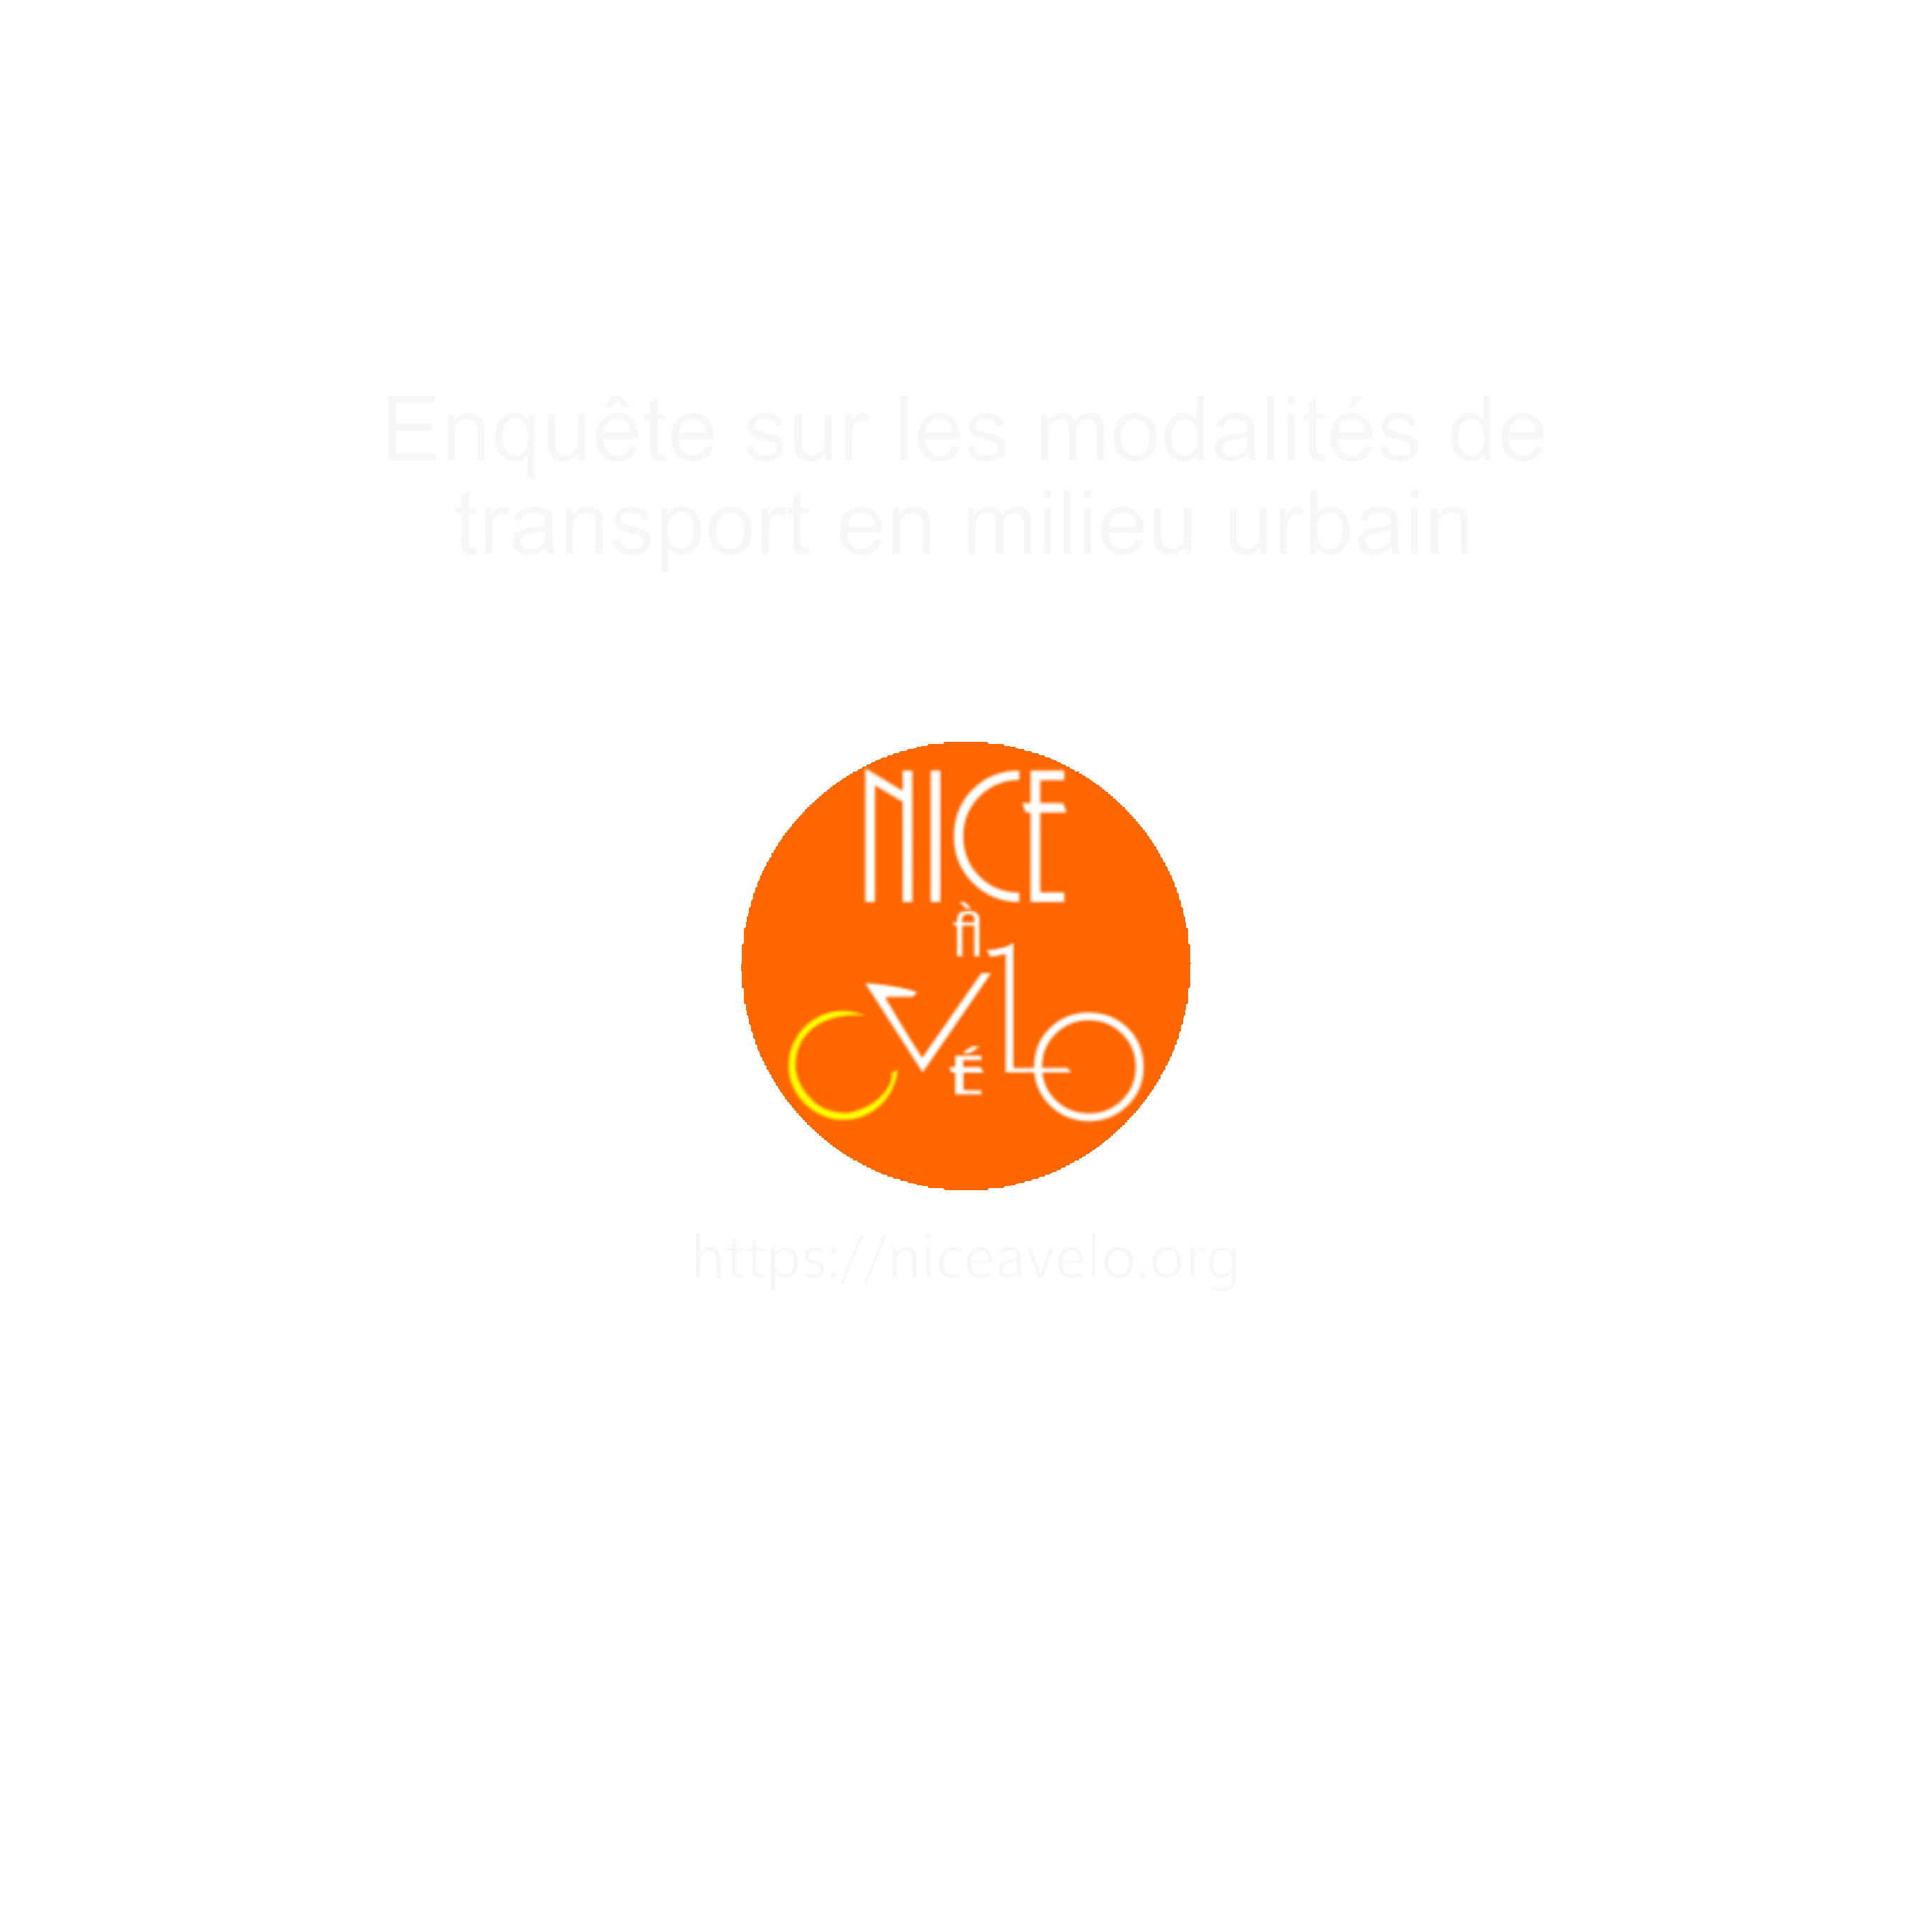 Enquête sur les modalités de
transport en milieu urbain
NICE
À
VÉLO
https://niceavelo.org